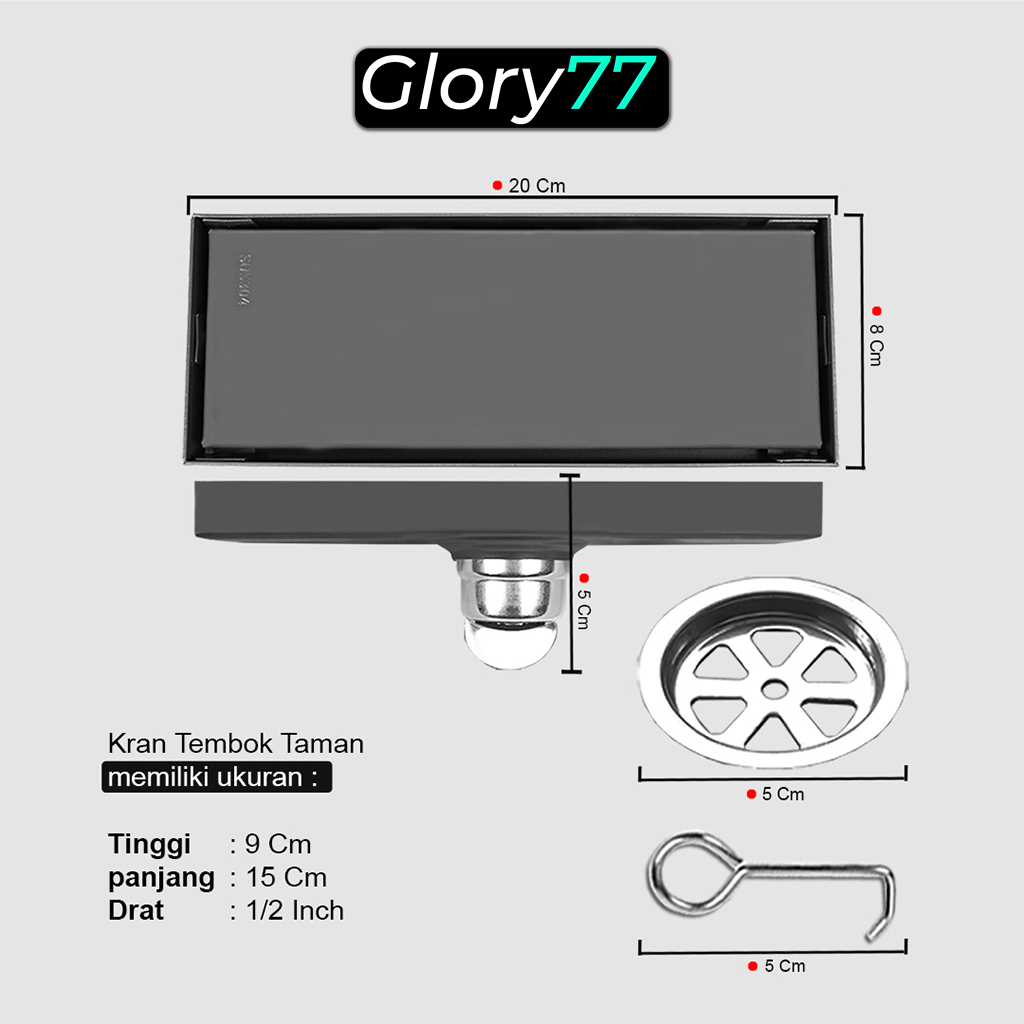 Glory77
20 Cm
SUS304
8 Cm
5 Cm
5 Cm
Kran Tembok Taman
memiliki ukuran :
Tinggi : 9 Cm
panjang : 15 Cm
Drat : 1/2 Inch
5 Cm